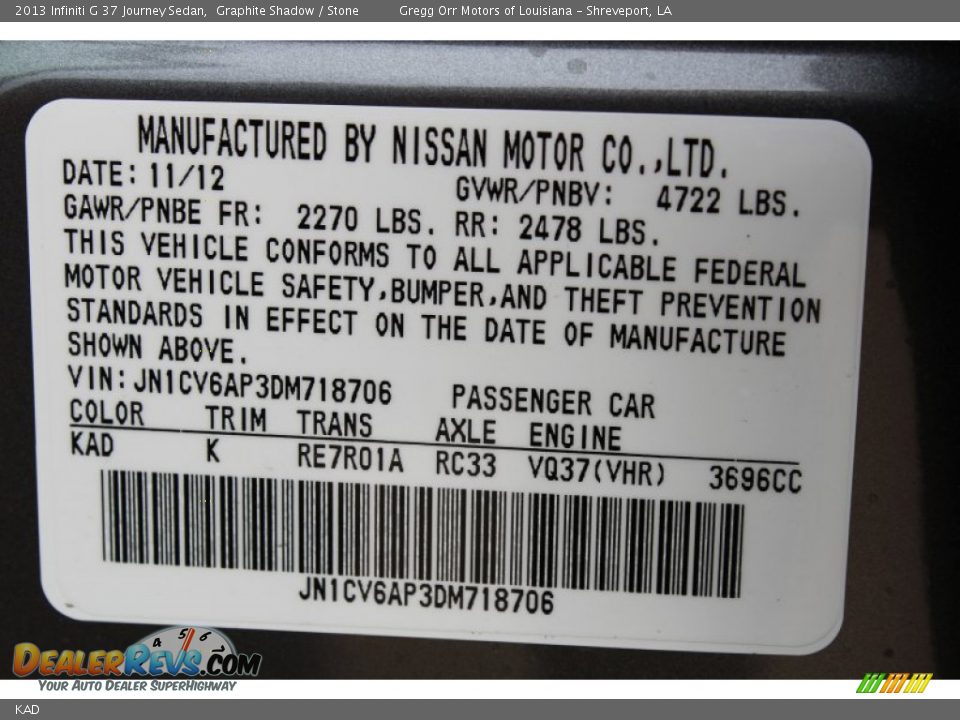 2013 Infiniti G 37 Journey Sedan, Graphite Shadow / Stone Gregg Orr Motors of Louisiana – Shreveport, LA
MANUFACTURED BY NISSAN MOTOR CO.,LTD.
DATE: 11/12 GVWR/PNBV: 4722 LBS.
GAWR/PNBE FR: 2270 LBS. RR: 2478 LBS.
THIS VEHICLE CONFORMS TO ALL APPLICABLE FEDERAL
MOTOR VEHICLE SAFETY,BUMPER,AND THEFT PREVENTION
STANDARDS IN EFFECT ON THE DATE OF MANUFACTURE
SHOWN ABOVE.
VIN:JN1CV6AP3DM718706 PASSENGER CAR
COLOR TRIM TRANS AXLE ENGINE
KAD K RE7R01A RC33 VQ37(VHR) 3696CC
JN1CV6AP3DM718706
4 5 6
DEALERREVS.COM
YOUR AUTO DEALER SUPERHIGHWAY
KAD